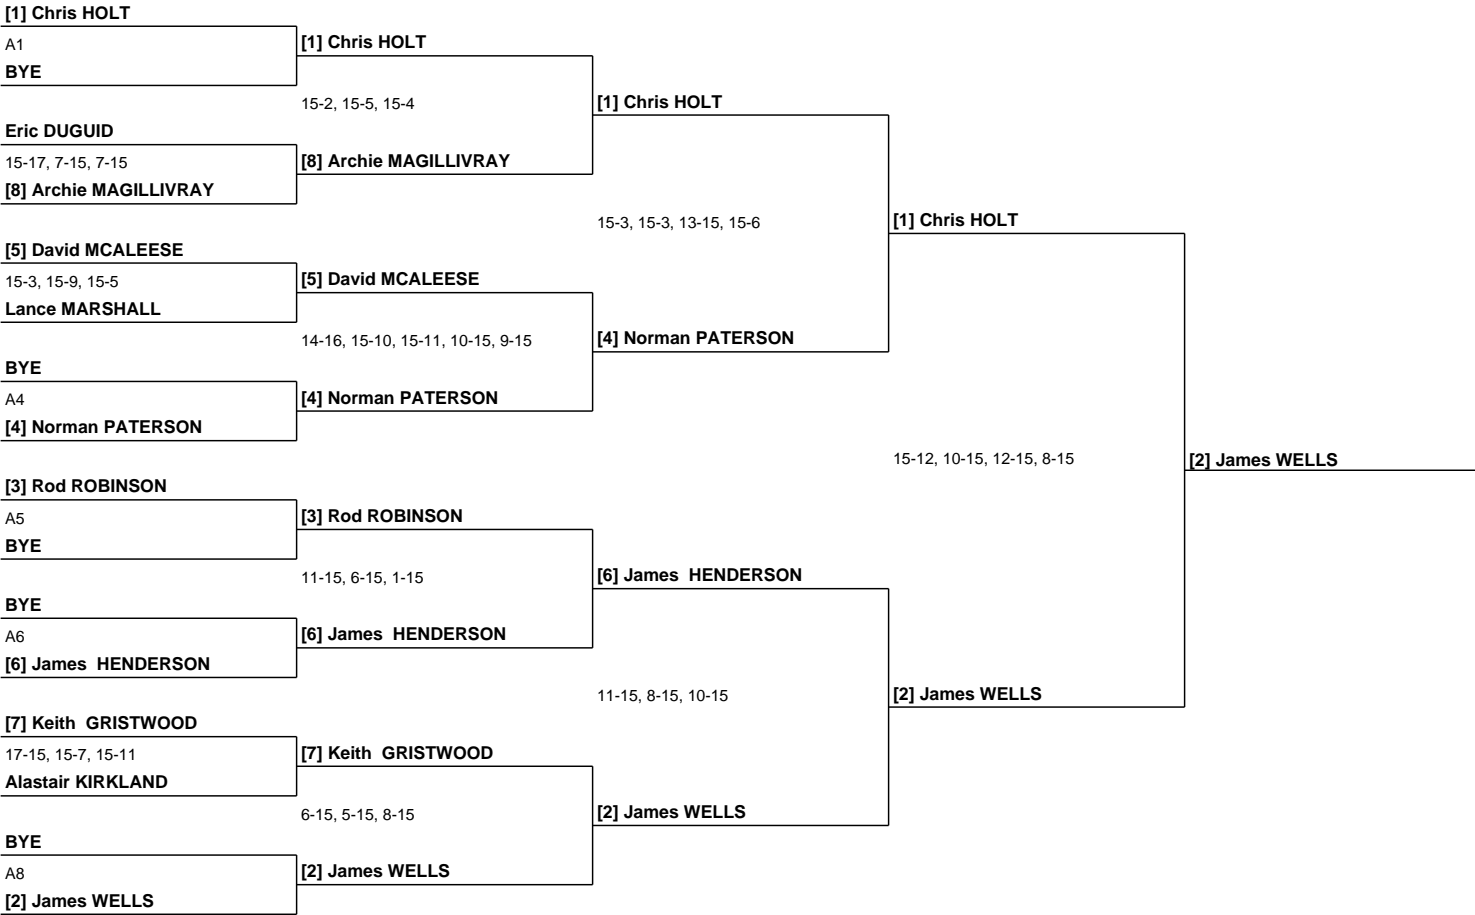 [1] Chris HOLT
A1
BYE
Eric DUGUID
15-17, 7-15, 7-15
[8] Archie MAGILLIVRAY
[5] David MCALEESE
15-3, 15-9, 15-5
Lance MARSHALL
BYE
A4
[4] Norman PATERSON
[3] Rod ROBINSON
A5
BYE
BYE
A6
[6] James  HENDERSON
[7] Keith  GRISTWOOD
17-15, 15-7, 15-11
Alastair KIRKLAND
BYE
A8
[2] James WELLS
[1] Chris HOLT
15-2, 15-5, 15-4
[8] Archie MAGILLIVRAY
[5] David MCALEESE
14-16, 15-10, 15-11, 10-15, 9-15
[4] Norman PATERSON
[3] Rod ROBINSON
11-15, 6-15, 1-15
[6] James  HENDERSON
[7] Keith  GRISTWOOD
6-15, 5-15, 8-15
[2] James WELLS
[1] Chris HOLT
15-3, 15-3, 13-15, 15-6
[4] Norman PATERSON
[6] James  HENDERSON
11-15, 8-15, 10-15
[2] James WELLS
[1] Chris HOLT
15-12, 10-15, 12-15, 8-15
[2] James WELLS
[2] James WELLS